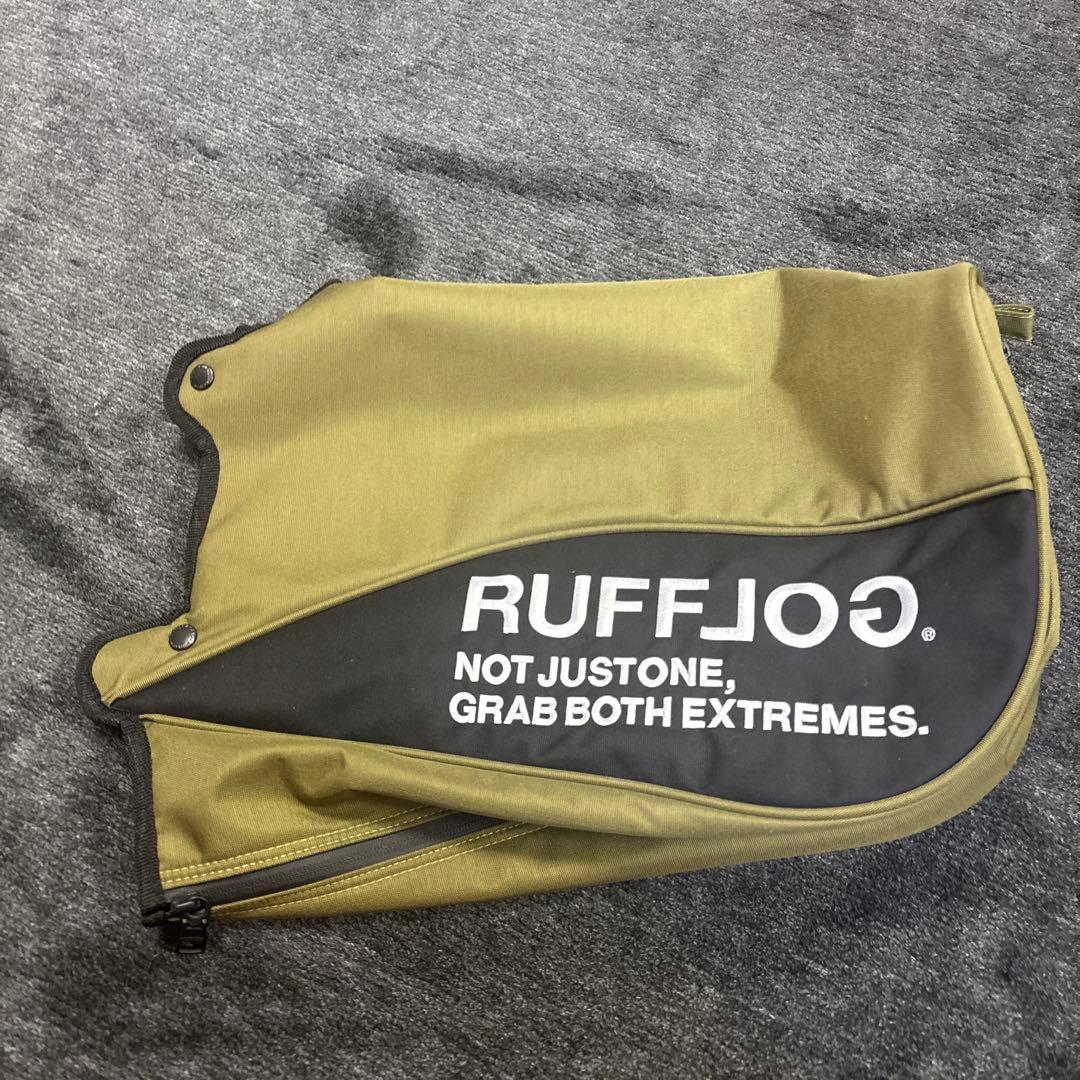 RUFFLOG.®
NOT JUSTONE,
GRAB BOTH EXTREMES.